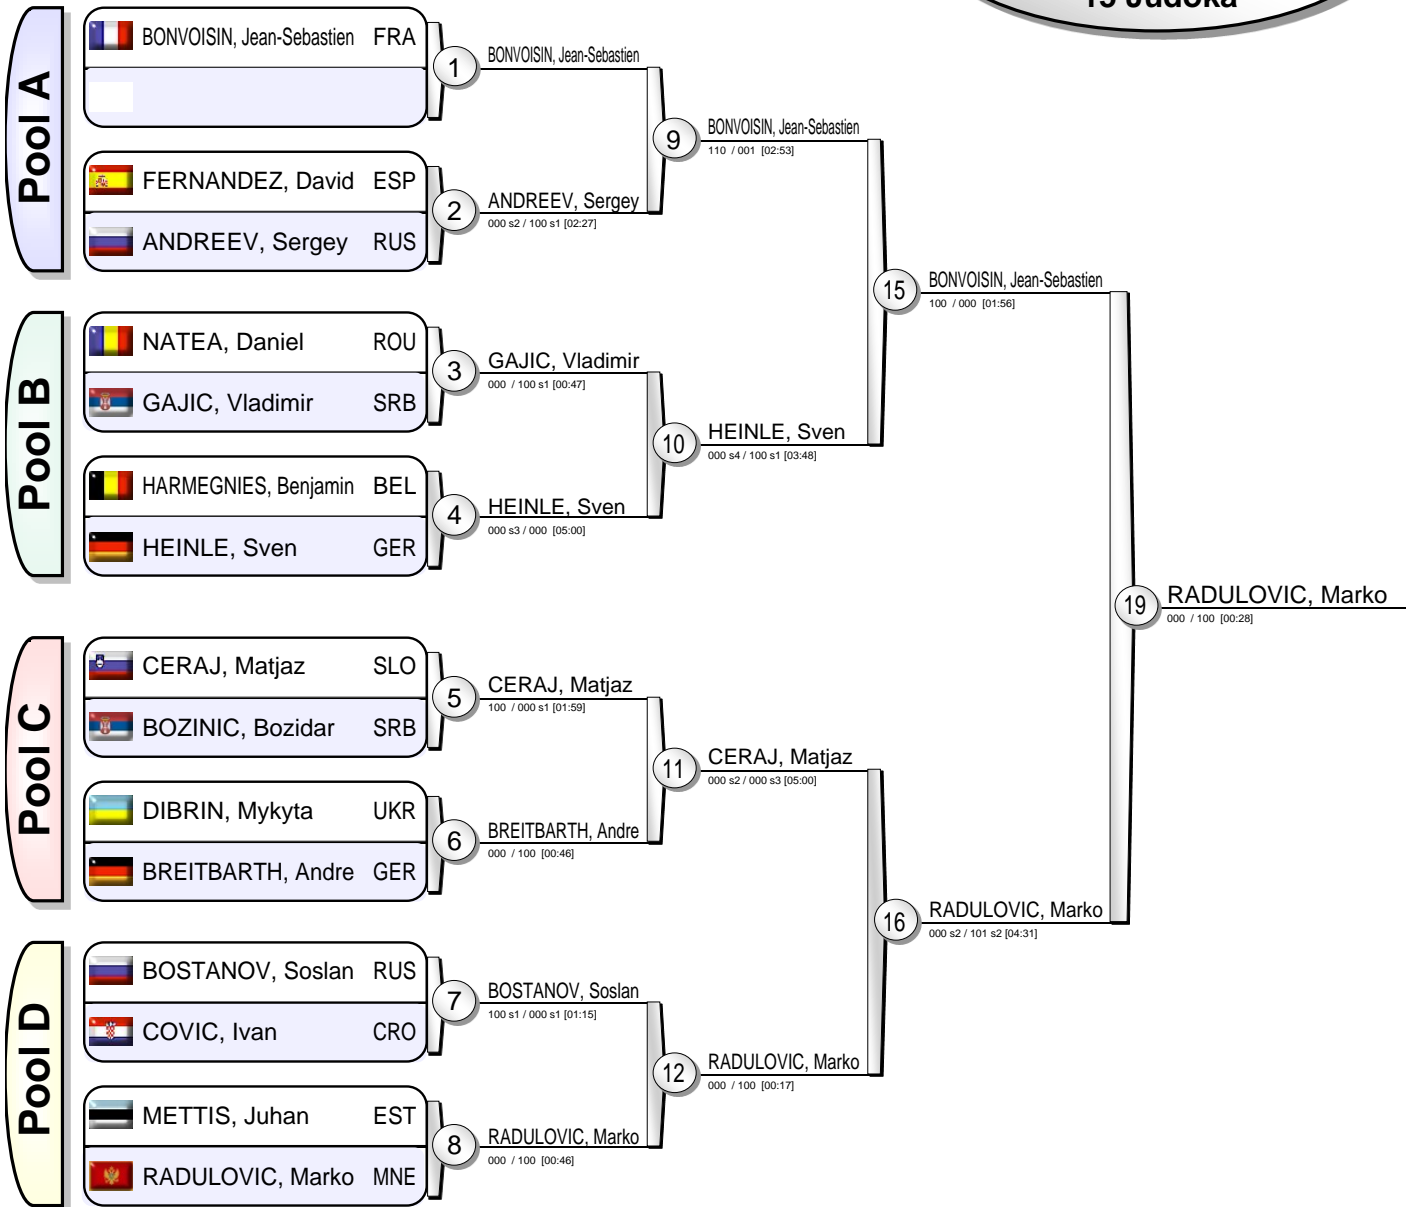 15 Judoka
Pool A
BONVOISIN, Jean-Sebastien FRA
1
BONVOISIN, Jean-Sebastien
FERNANDEZ, David ESP
ANDREEV, Sergey RUS
2
ANDREEV, Sergey
000 s2 / 100 s1 [02:27]
9
BONVOISIN, Jean-Sebastien
110 / 001 [02:53]
Pool B
NATEA, Daniel ROU
GAJIC, Vladimir SRB
3
GAJIC, Vladimir
000 / 100 s1 [00:47]
HARMEGNIES, Benjamin BEL
HEINLE, Sven GER
4
HEINLE, Sven
000 s3 / 000 [05:00]
10
HEINLE, Sven
000 s4 / 100 s1 [03:48]
15
BONVOISIN, Jean-Sebastien
100 / 000 [01:56]
Pool C
CERAJ, Matjaz SLO
BOZINIC, Bozidar SRB
5
CERAJ, Matjaz
100 / 000 s1 [01:59]
DIBRIN, Mykyta UKR
BREITBARTH, Andre GER
6
BREITBARTH, Andre
000 / 100 [00:46]
11
CERAJ, Matjaz
000 s2 / 000 s3 [05:00]
Pool D
BOSTANOV, Soslan RUS
COVIC, Ivan CRO
7
BOSTANOV, Soslan
100 s1 / 000 s1 [01:15]
METTIS, Juhan EST
RADULOVIC, Marko MNE
8
RADULOVIC, Marko
000 / 100 [00:46]
12
RADULOVIC, Marko
000 / 100 [00:17]
16
RADULOVIC, Marko
000 s2 / 101 s2 [04:31]
19
RADULOVIC, Marko
000 / 100 [00:28]